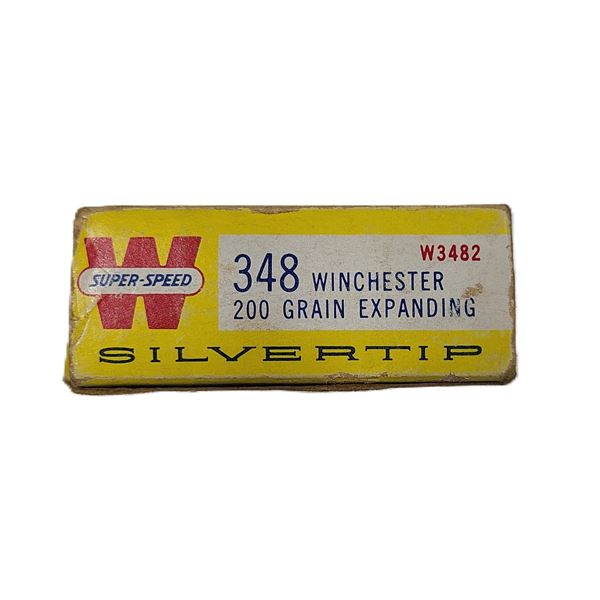 W
SUPER-SPEED
W3482
348 WINCHESTER
200 GRAIN EXPANDING
SILVERTIP